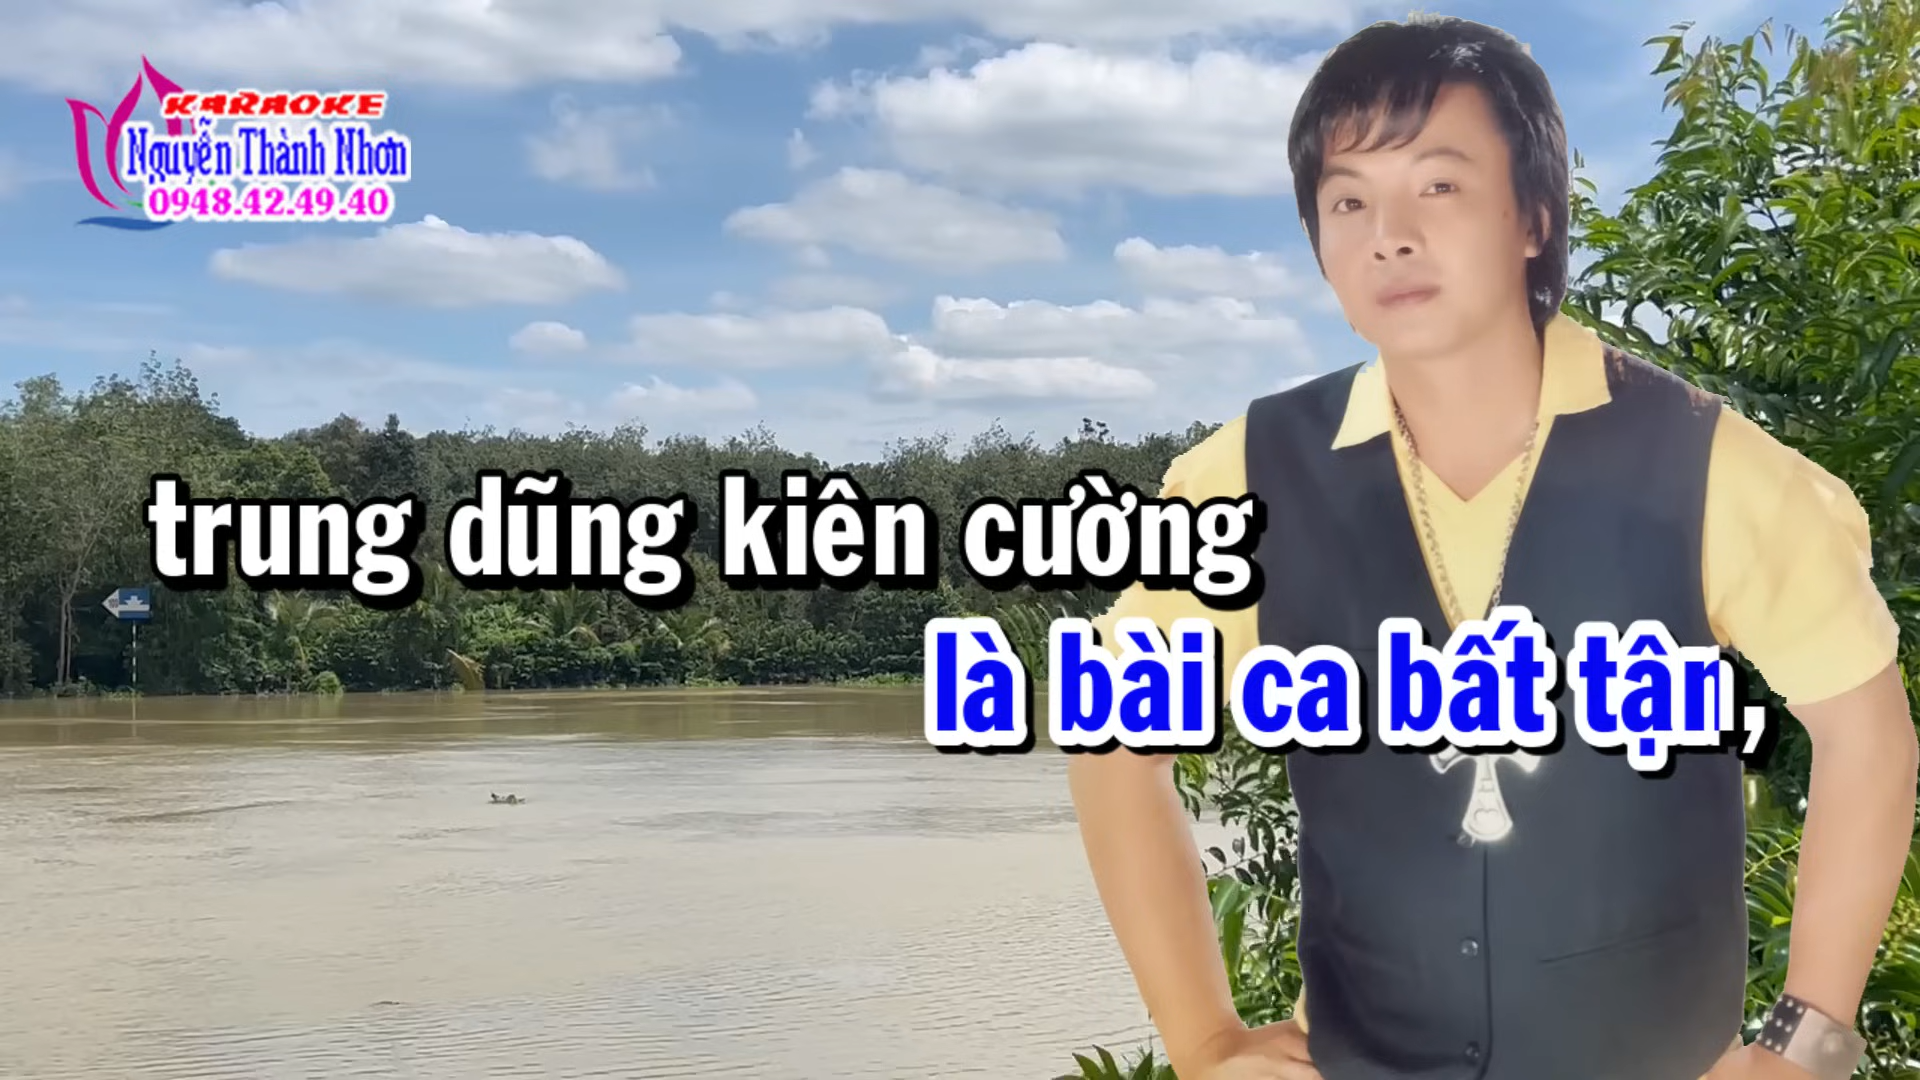 KARAOKE
Nguyễn Thành Nhơn
0948.42.49.40
trung dũng kiên cường
là bài ca bất tận,